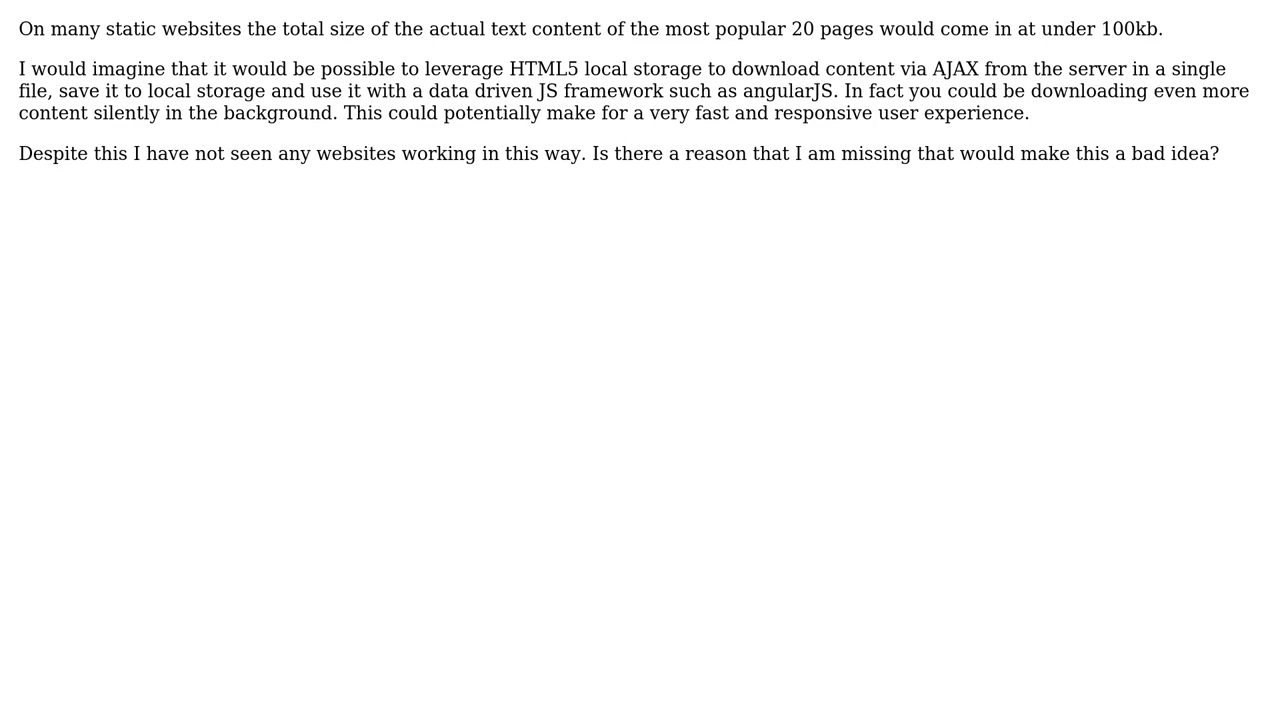 On many static websites the total size of the actual text content of the most popular 20 pages would come in at under 100kb.
I would imagine that it would be possible to leverage HTML5 local storage to download content via AJAX from the server in a single
file, save it to local storage and use it with a data driven JS framework such as angularJS. In fact you could be downloading even more
content silently in the background. This could potentially make for a very fast and responsive user experience.
Despite this I have not seen any websites working in this way. Is there a reason that I am missing that would make this a bad idea?